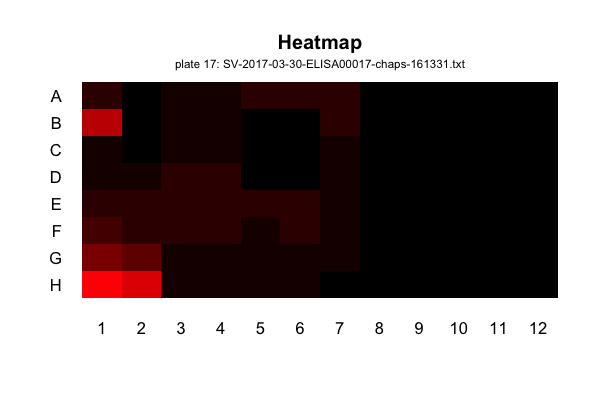 Heatmap
plate 17: SV-2017-03-30-ELISA00017-chaps-161331.txt
A
B
C
D
E
F
G
H
1 2 3 4 5 6 7 8 9 10 11 12